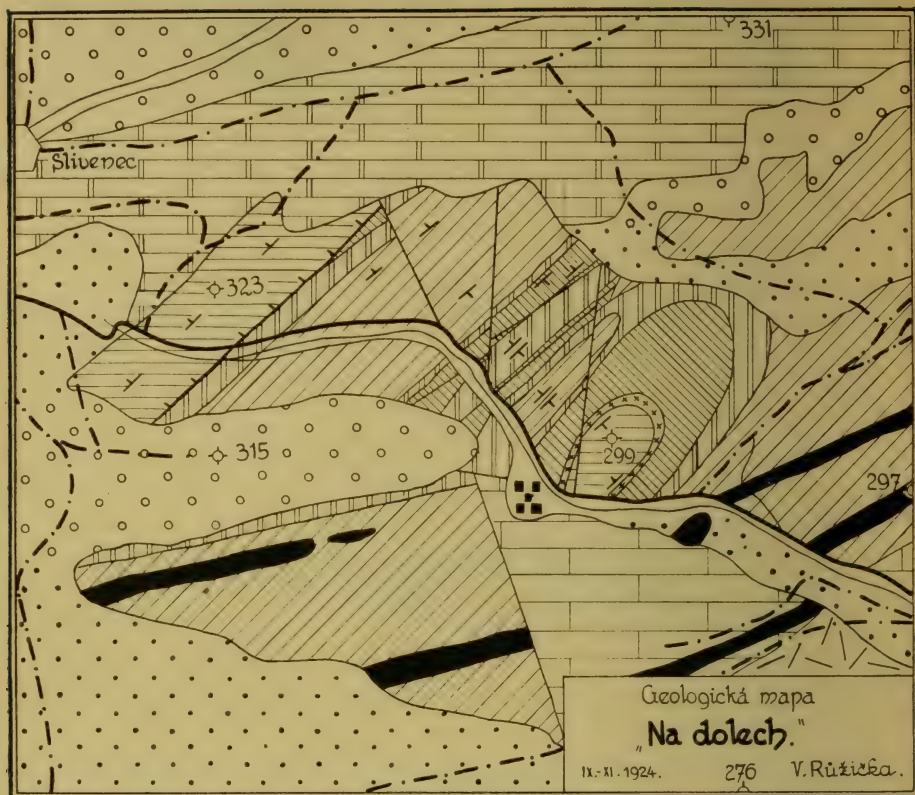 331
Slivenec
323
315
299
297
Geologická mapa
„Na dolech."
IX.-XI. 1924.
276
V. Růžička.